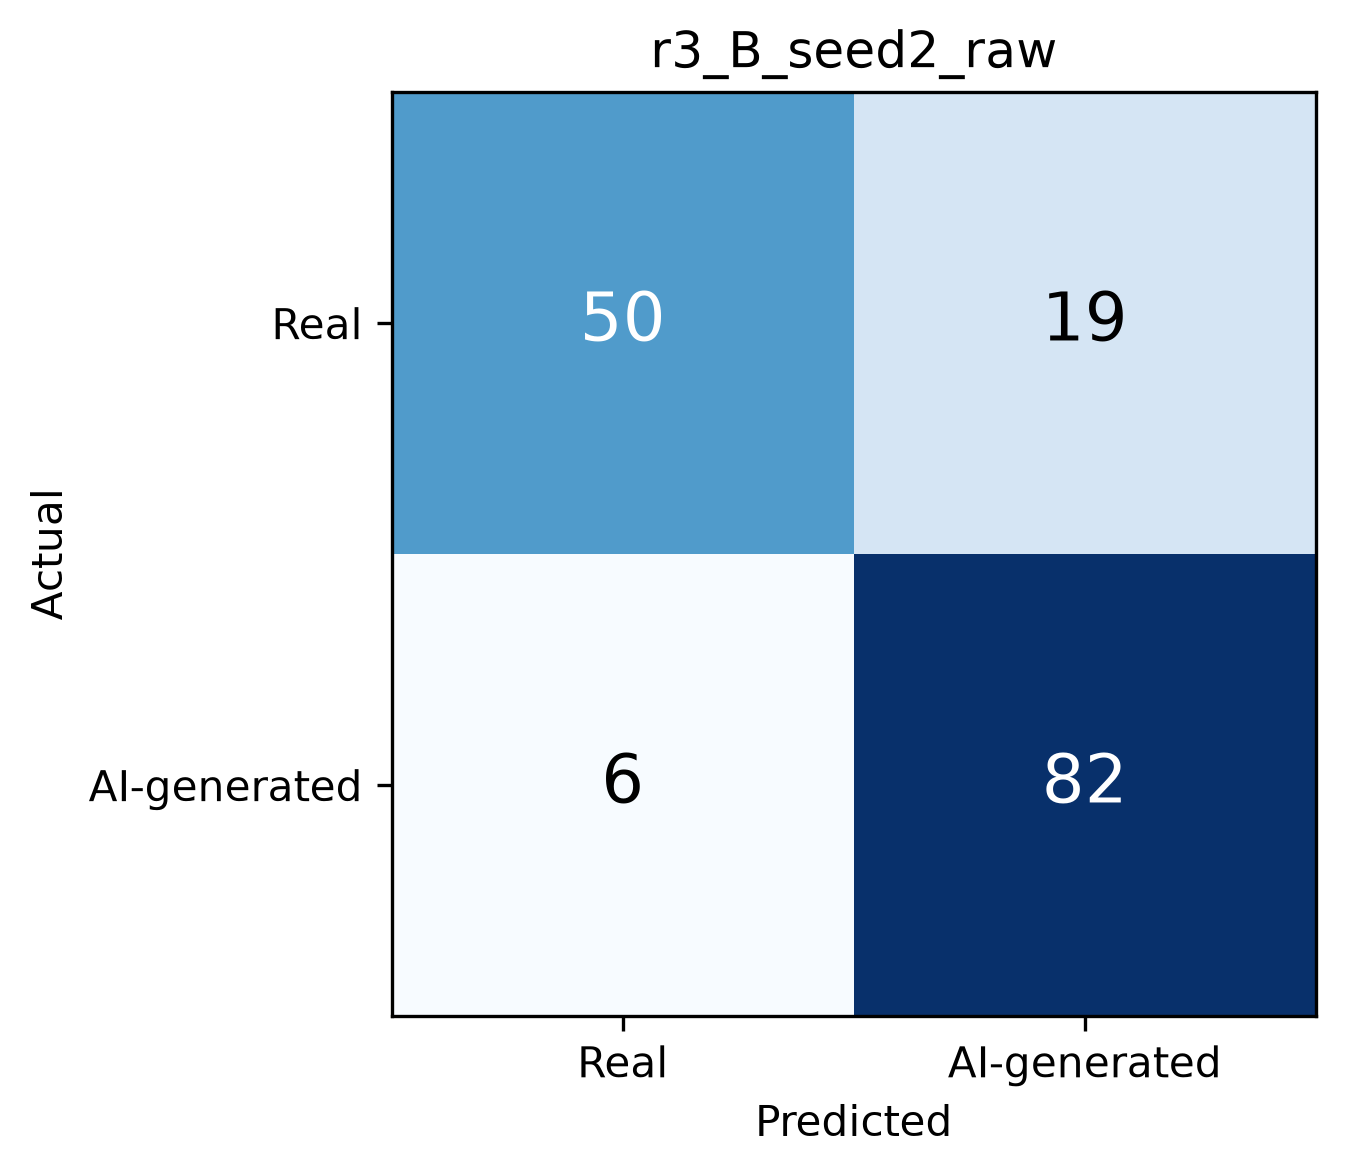 r3_B_seed2_raw
Real
50
19
Actual
AI-generated
6
82
Real
AI-generated
Predicted